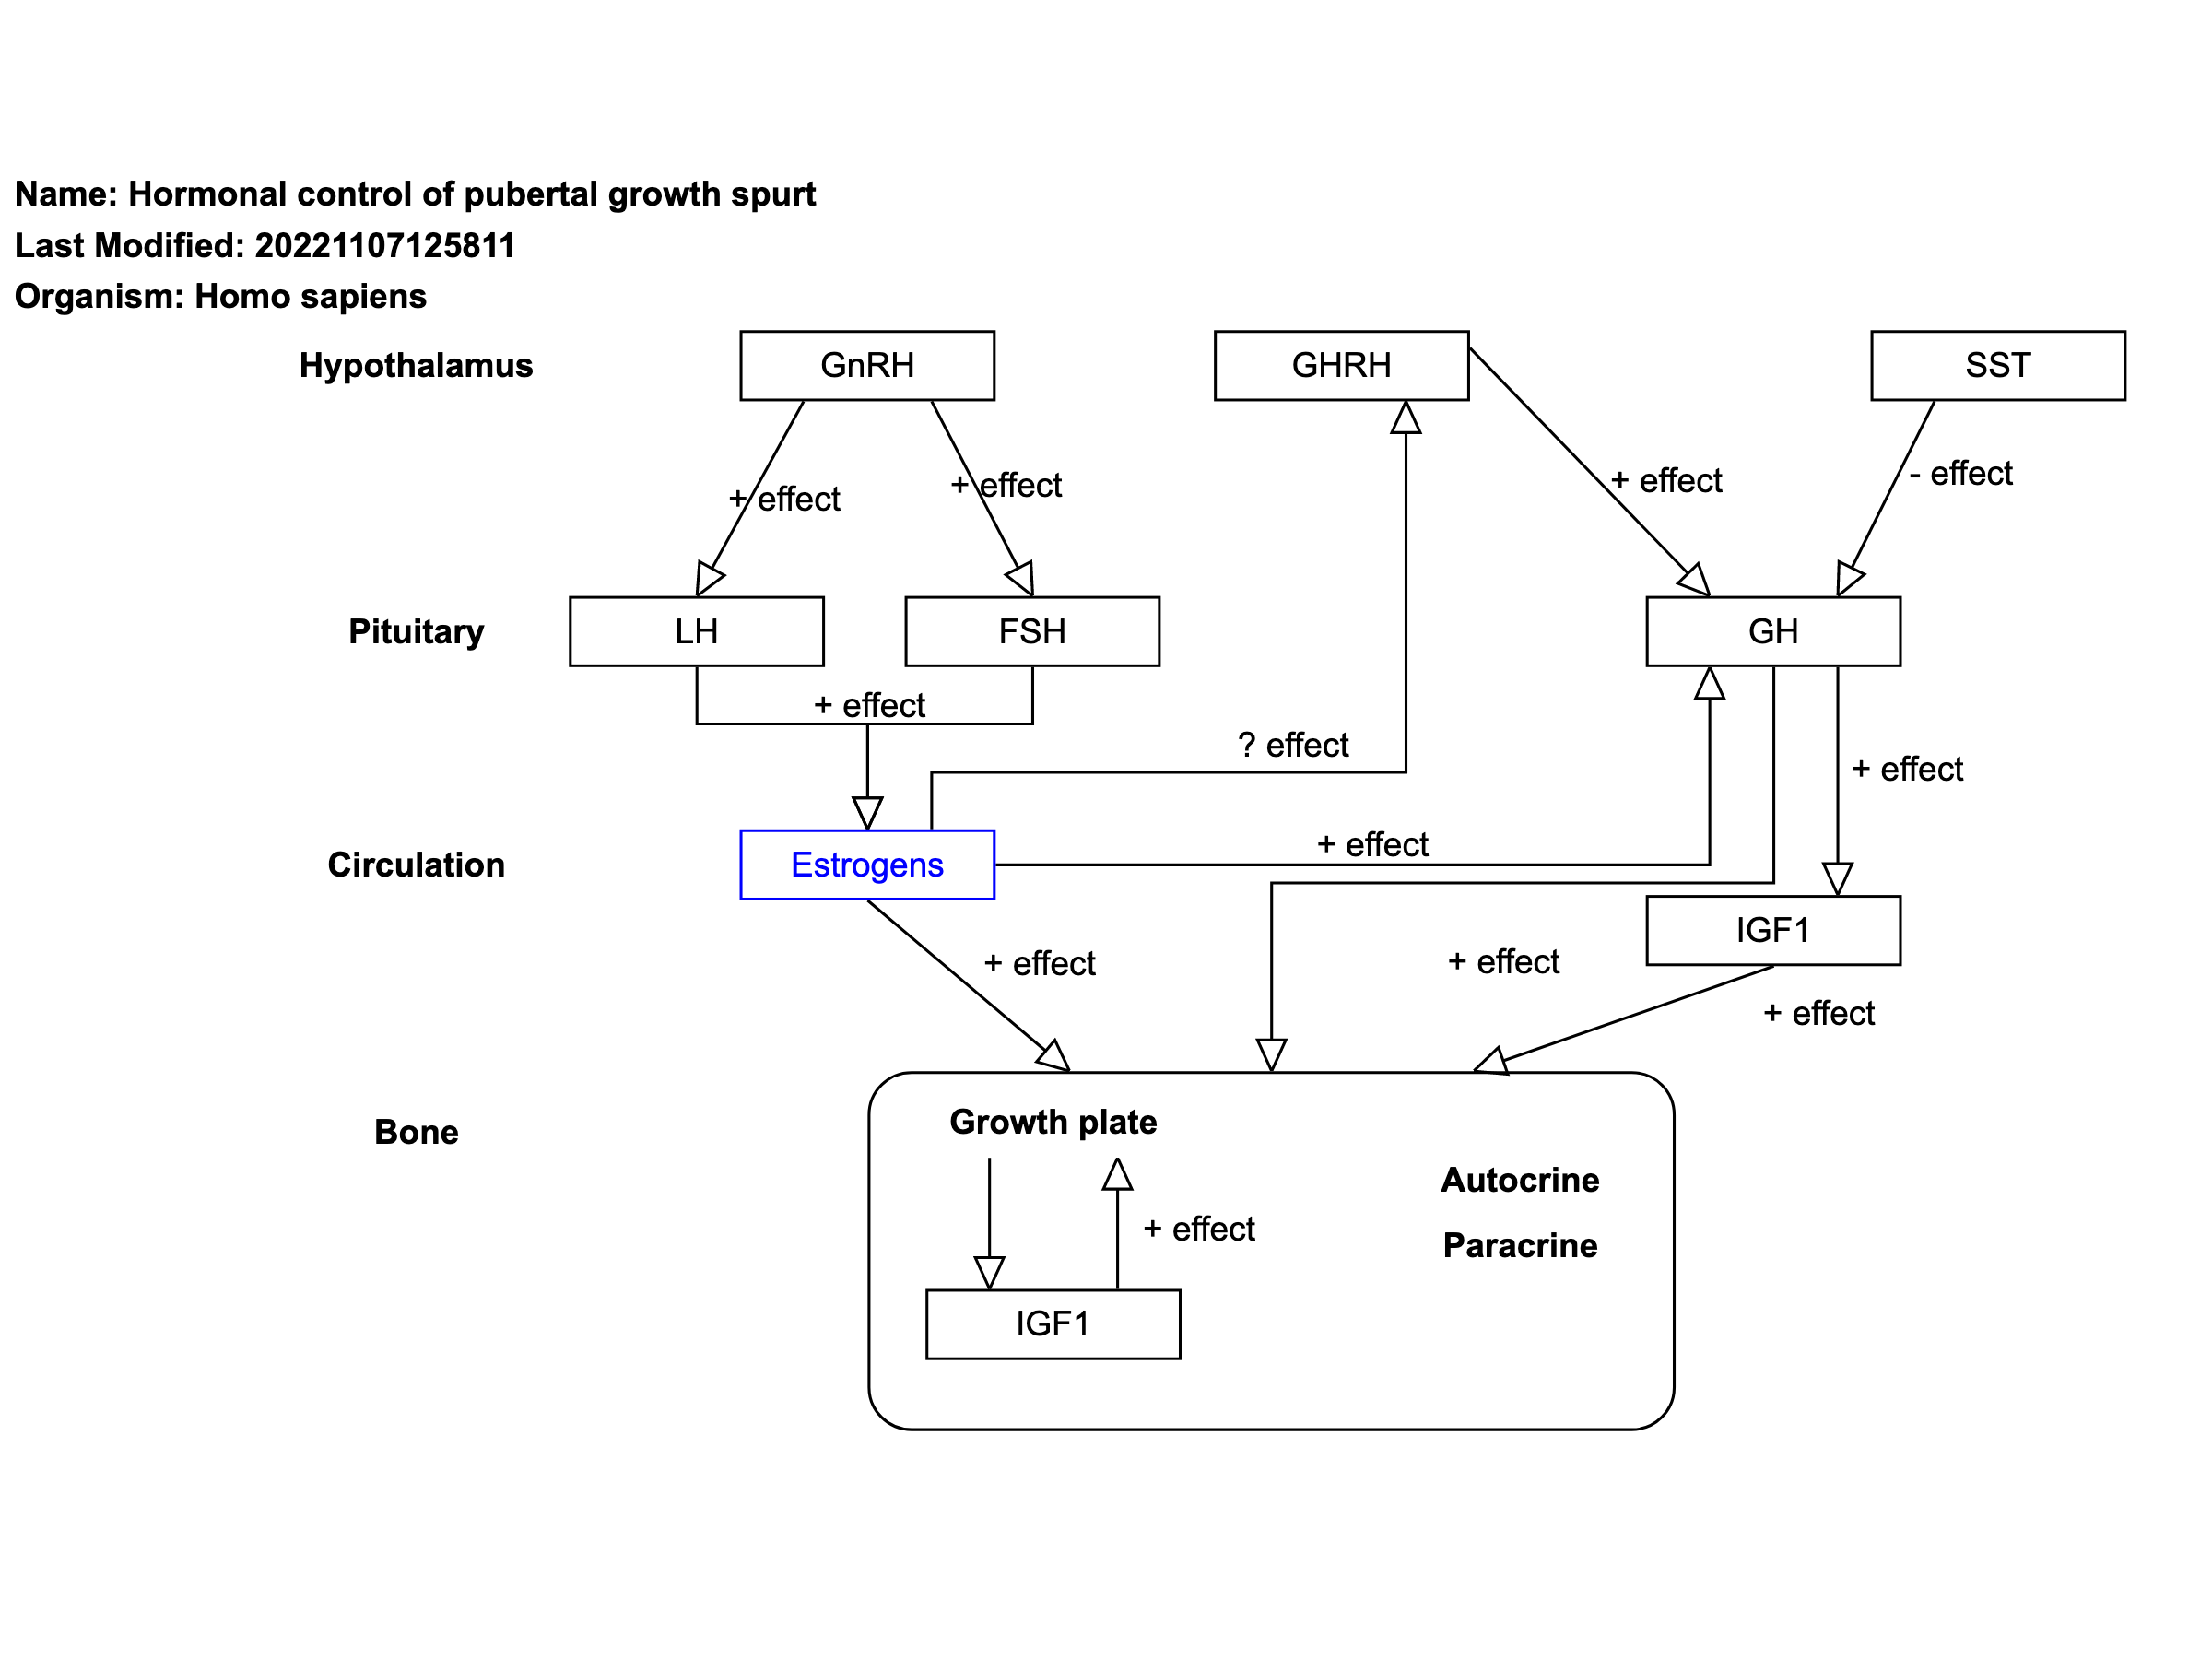 Name: Hormonal control of pubertal growth spurt
Last Modified: 20221107125811
Organism: Homo sapiens
Hypothalamus
GnRH
GHRH
SST
+ effect
+ effect
+ effect
- effect
Pituitary
LH
FSH
GH
+ effect
? effect
+ effect
Circulation
Estrogens
+ effect
IGF1
+ effect
+ effect
+ effect
Bone
Growth plate
Autocrine
+ effect
Paracrine
IGF1